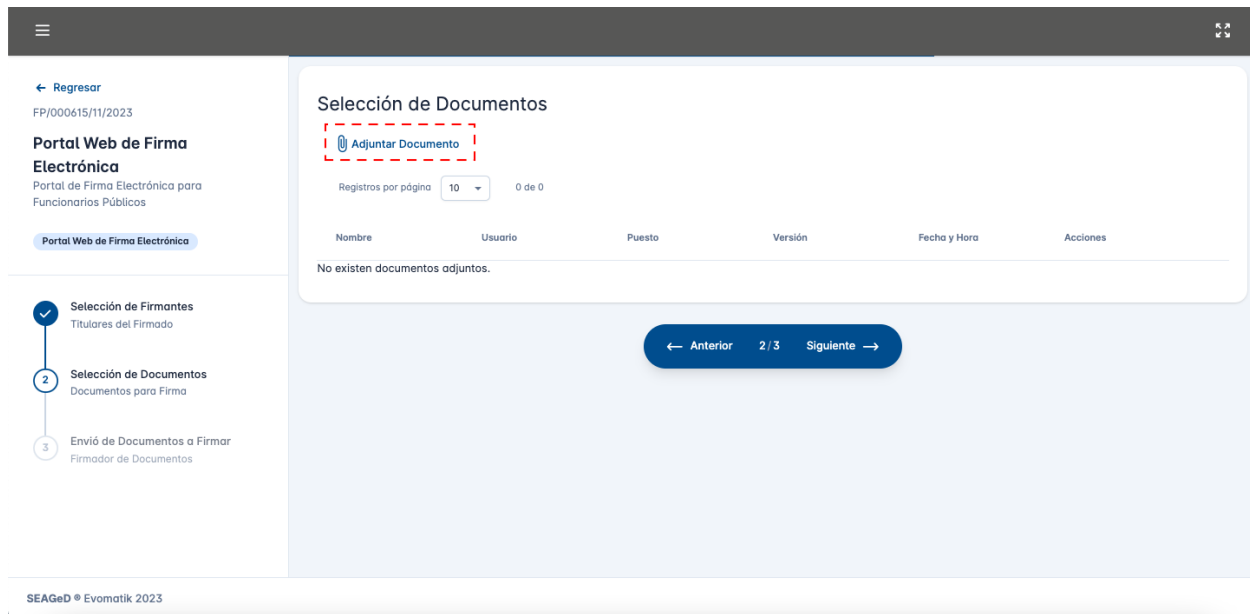 Regresar
FP/000615/11/2023
Portal Web de Firma
Electrónica
Portal de Firma Electrónica para
Funcionarios Públicos
Portal Web de Firma Electrónica
Selección de Firmantes
Titulares del Firmado
2
Selección de Documentos
Documentos para Firma
3
Envió de Documentos a Firmar
Firmador de Documentos
Selección de Documentos
Adjuntar Documento
Registros por página 10 0 de 0
Nombre Usuario Puesto Versión Fecha y Hora Acciones
No existen documentos adjuntos.
← Anterior 2/3 Siguiente →
SEAGeD ® Evomatik 2023